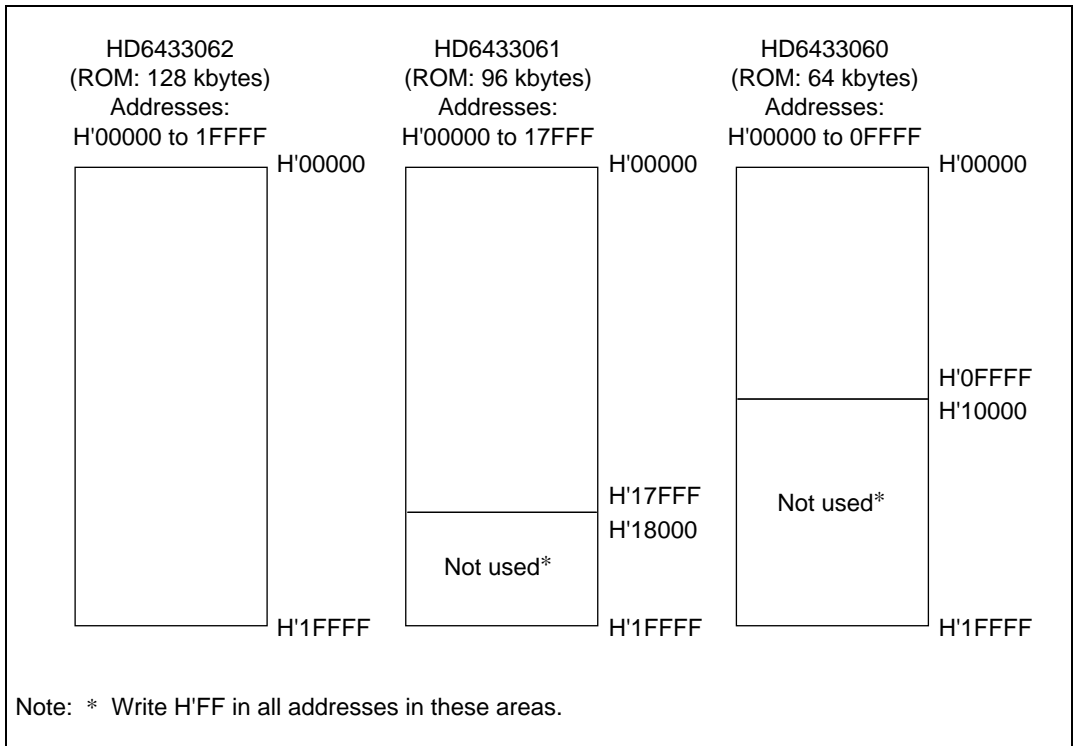 HD6433062
(ROM: 128 kbytes)
Addresses:
H'00000 to 1FFFF
H'00000
H'1FFFF
HD6433061
(ROM: 96 kbytes)
Addresses:
H'00000 to 17FFF
H'00000
H'17FFF
H'18000
Not used*
H'1FFFF
HD6433060
(ROM: 64 kbytes)
Addresses:
H'00000 to 0FFFF
H'00000
H'0FFFF
H'10000
Not used*
H'1FFFF
Note: * Write H'FF in all addresses in these areas.